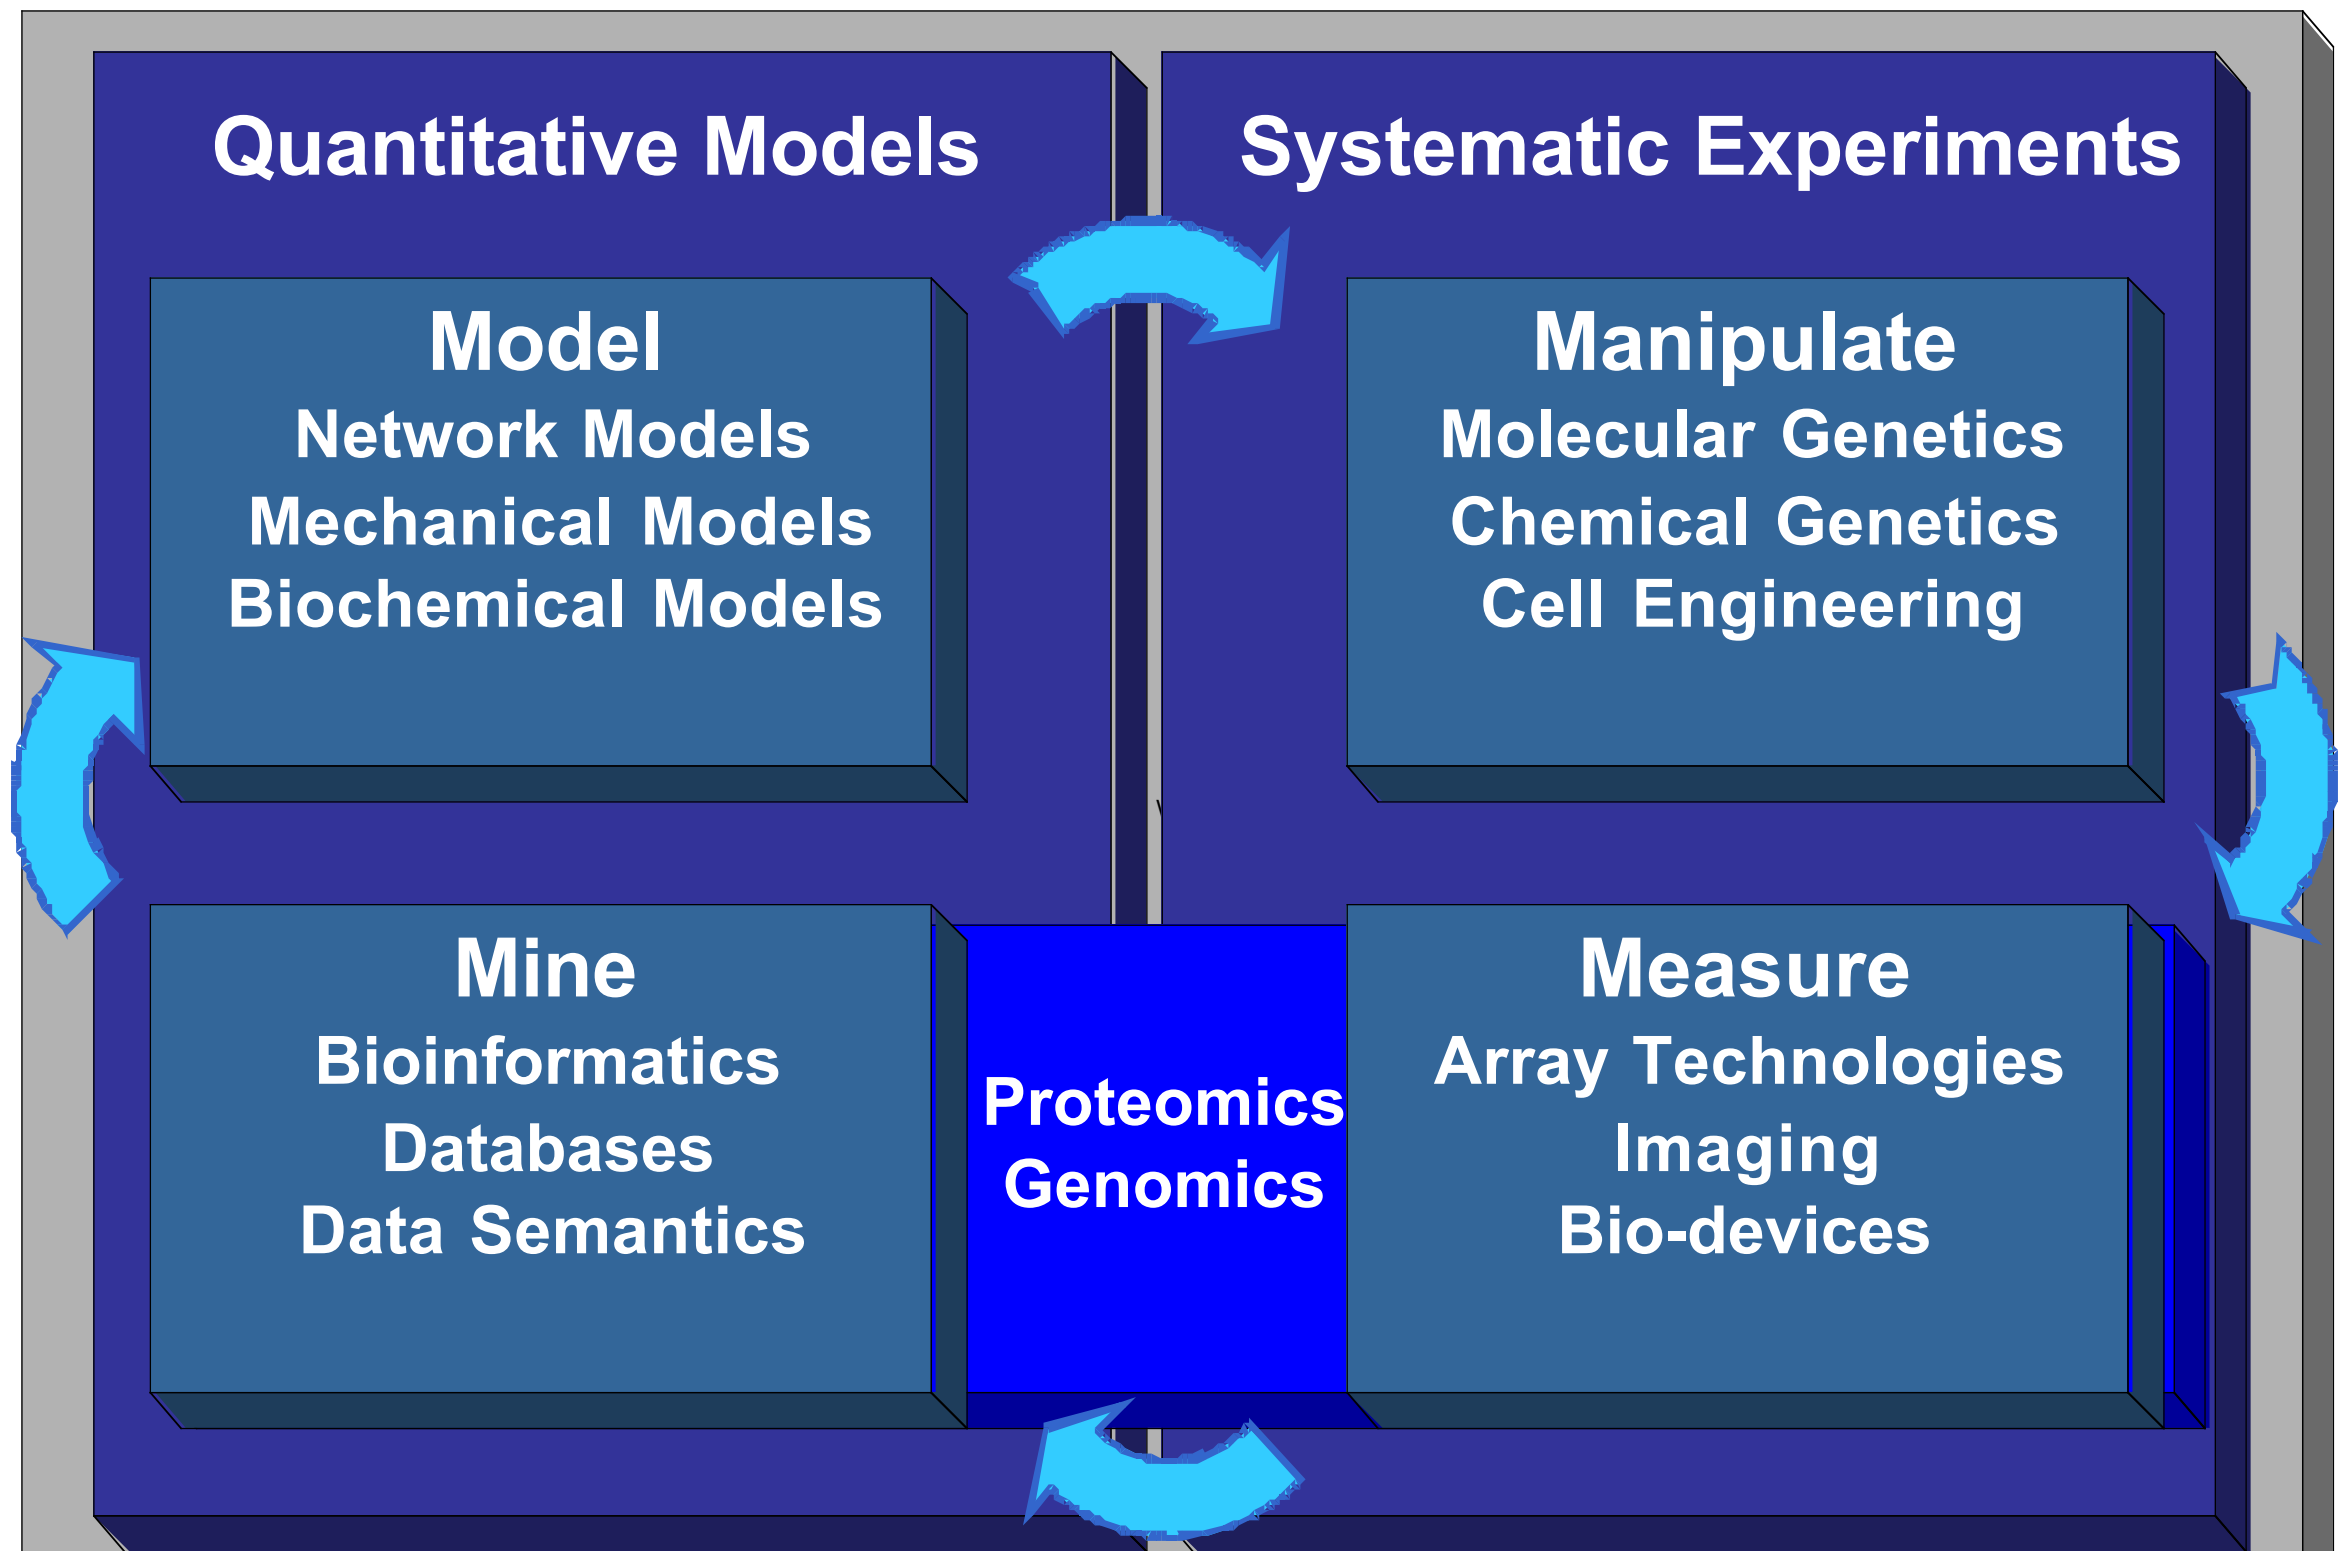 Quantitative Models
Systematic Experiments
Model
Network Models
Mechanical Models
Biochemical Models
Manipulate
Molecular Genetics
Chemical Genetics
Cell Engineering
Mine
Bioinformatics
Databases
Data Semantics
Proteomics
Genomics
Measure
Array Technologies
Imaging
Bio-devices